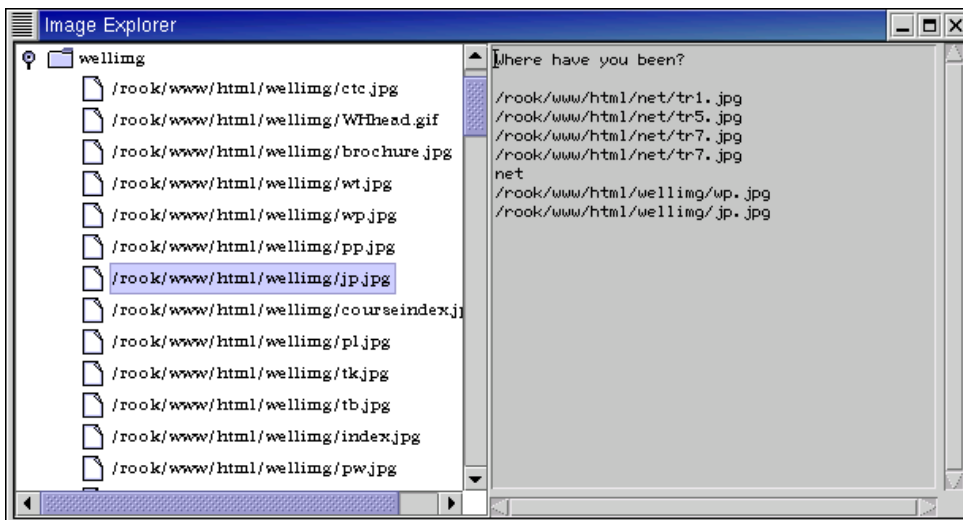 Image Explorer
wellimg
/rook/www/html/wellimg/ctc.jpg
/rook/www/html/wellimg/WHhead.gif
/rook/www/html/wellimg/brochure.jpg
/rook/www/html/wellimg/wt.jpg
/rook/www/html/wellimg/wp.jpg
/rook/www/html/wellimg/pp.jpg
/rook/www/html/wellimg/jp.jpg
/rook/www/html/wellimg/courseindex.j
/rook/www/html/wellimg/pl.jpg
/rook/www/html/wellimg/tk.jpg
/rook/www/html/wellimg/tb.jpg
/rook/www/html/wellimg/index.jpg
/rook/www/html/wellimg/pw.jpg
Where have you been?
/rook/www/html/net/tr1.jpg
/rook/www/html/net/tr5.jpg
/rook/www/html/net/tr7.jpg
/rook/www/html/net/tr7.jpg
net
/rook/www/html/wellimg/wp.jpg
/rook/www/html/wellimg/jp.jpg